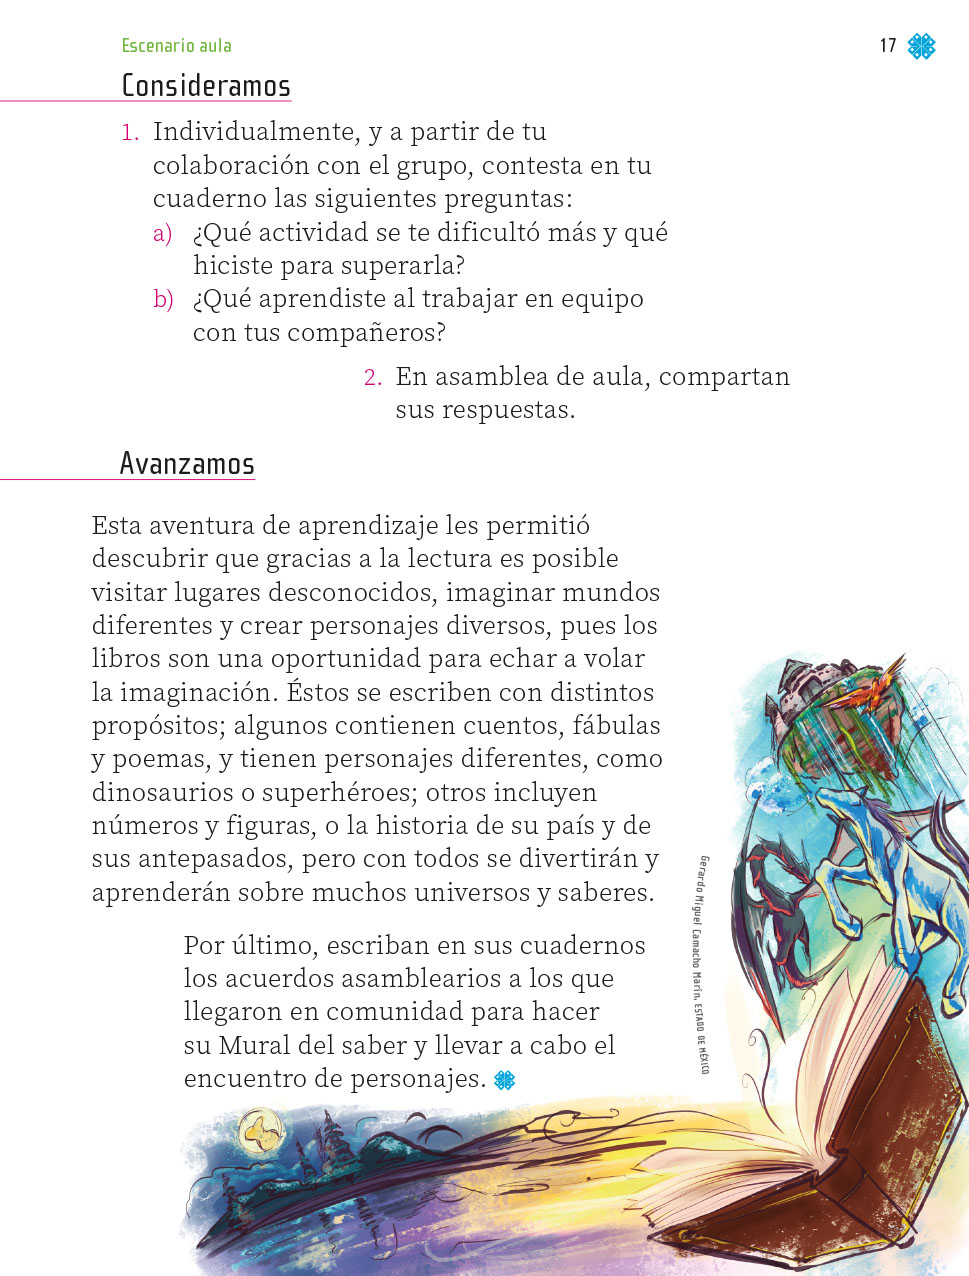 Escenario aula
17
Consideramos
1. Individualmente, y a partir de tu
colaboración con el grupo, contesta en tu
cuaderno las siguientes preguntas:
a) ¿Qué actividad se te dificultó más y qué
hiciste para superarla?
b) ¿Qué aprendiste al trabajar en equipo
con tus compañeros?
2. En asamblea de aula, compartan
sus respuestas.
Avanzamos
Esta aventura de aprendizaje les permitió
descubrir que gracias a la lectura es posible
visitar lugares desconocidos, imaginar mundos
diferentes y crear personajes diversos, pues los
libros son una oportunidad para echar a volar
la imaginación. Éstos se escriben con distintos
propósitos; algunos contienen cuentos, fábulas
y poemas, y tienen personajes diferentes, como
dinosaurios o superhéroes; otros incluyen
números y figuras, o la historia de su país y de
sus antepasados, pero con todos se divertirán y
aprenderán sobre muchos universos y saberes.
Por último, escriban en sus cuadernos
los acuerdos asamblearios a los que
llegaron en comunidad para hacer
su Mural del saber y llevar a cabo el
encuentro de personajes.
Gerardo Miguel Camacho Marín, ESTADO DE MÉXICO